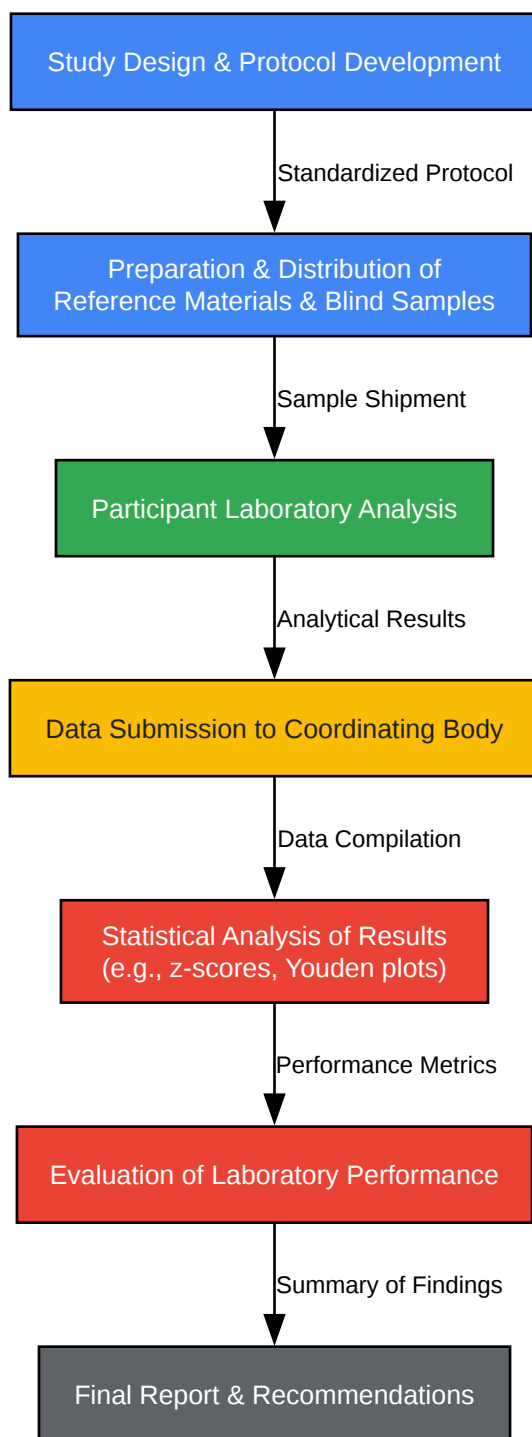 Study Design & Protocol Development
Standardized Protocol
Preparation & Distribution of
Reference Materials & Blind Samples
Sample Shipment
Participant Laboratory Analysis
Analytical Results
Data Submission to Coordinating Body
Data Compilation
Statistical Analysis of Results
(e.g., z-scores, Youden plots)
Performance Metrics
Evaluation of Laboratory Performance
Summary of Findings
Final Report & Recommendations